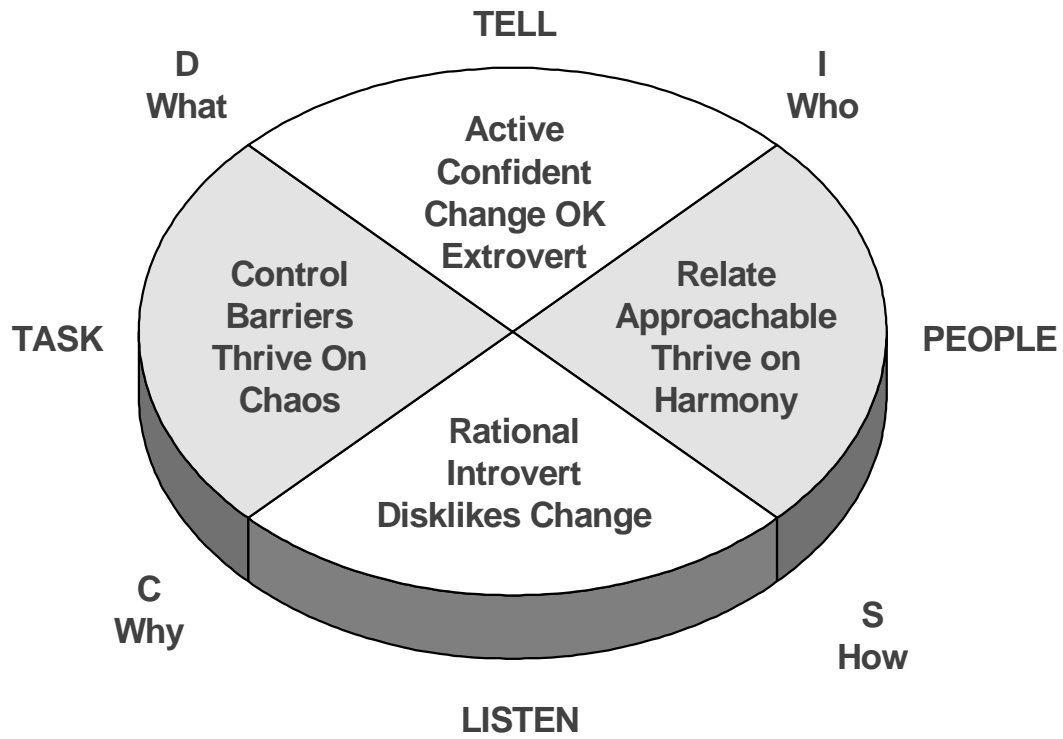 TELL
D
What
I
Who
Active
Confident
Change OK
Extrovert
Control
Barriers
Thrive On
Chaos
Relate
Approachable
Thrive on
Harmony
TASK
PEOPLE
Rational
Introvert
Disklikes Change
C
Why
S
How
LISTEN